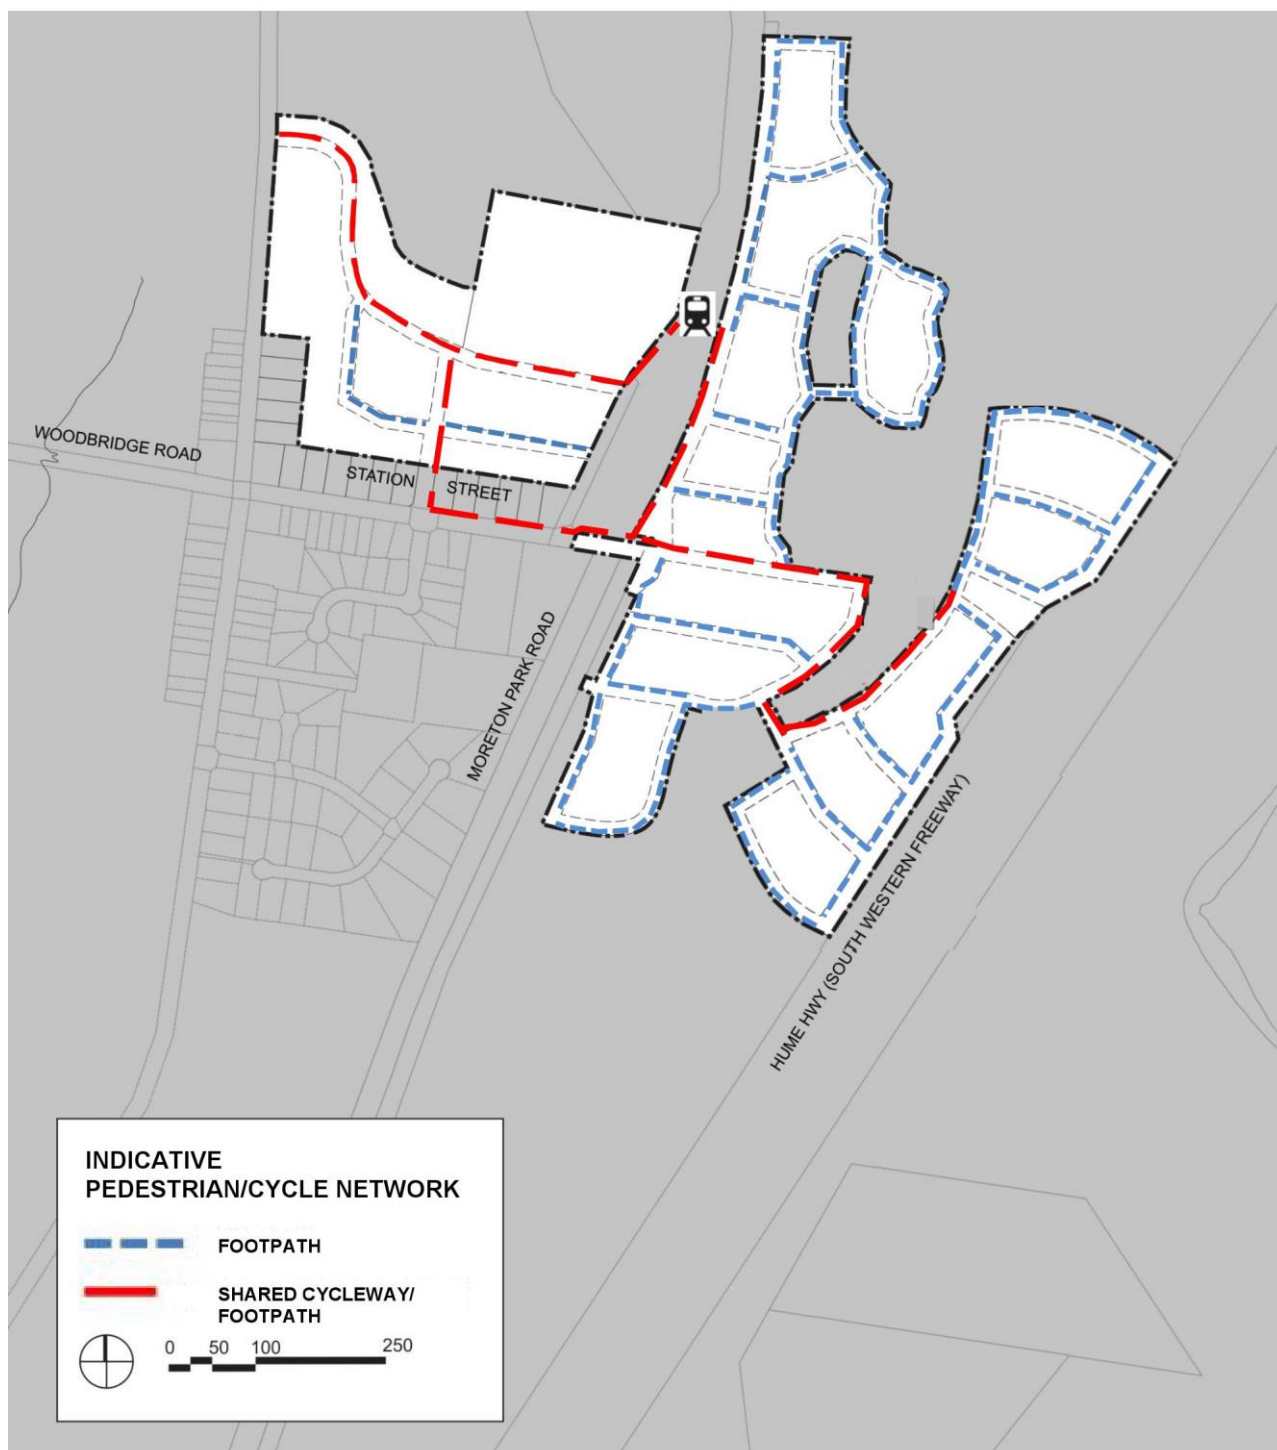 WOODBRIDGE ROAD
STATION STREET
MORETON PARK ROAD
HUME HWY (SOUTH WESTERN FREEWAY)
INDICATIVE
PEDESTRIAN/CYCLE NETWORK
FOOTPATH
SHARED CYCLEWAY/
FOOTPATH
0 50 100 250